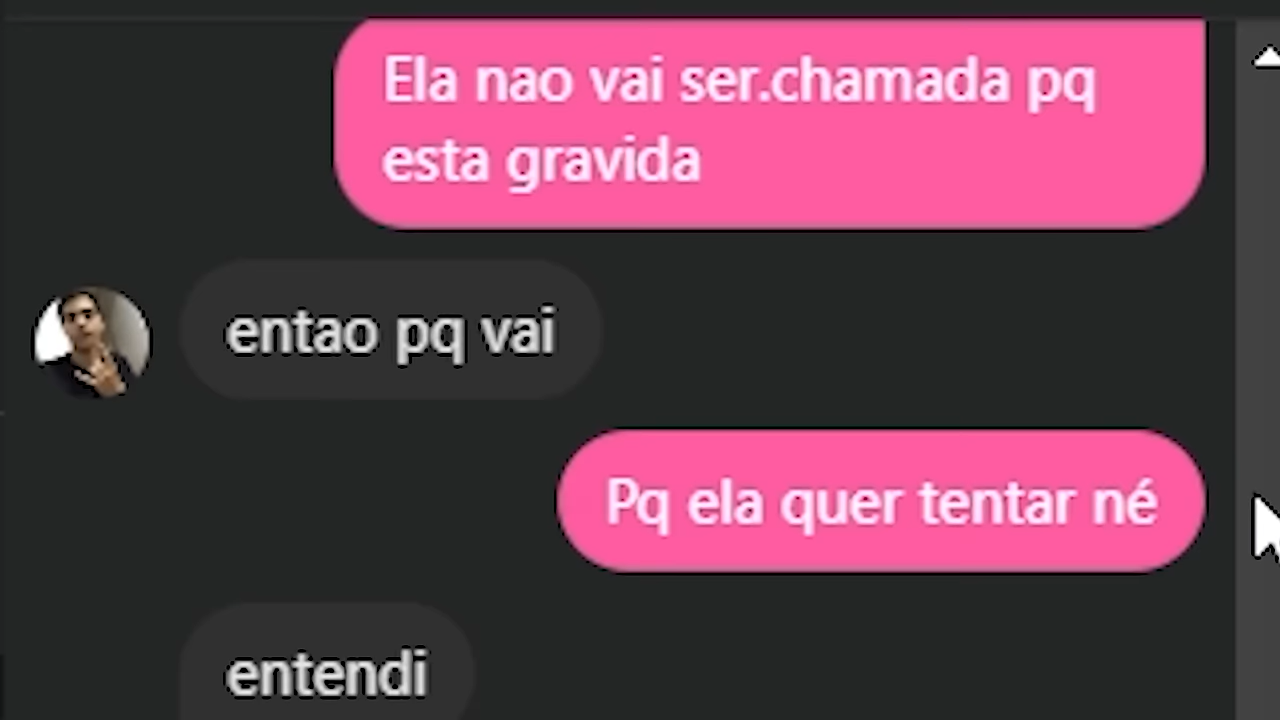 Ela nao vai ser.chamada pq
esta gravida
entao pq vai
Pq ela quer tentar né
entendi